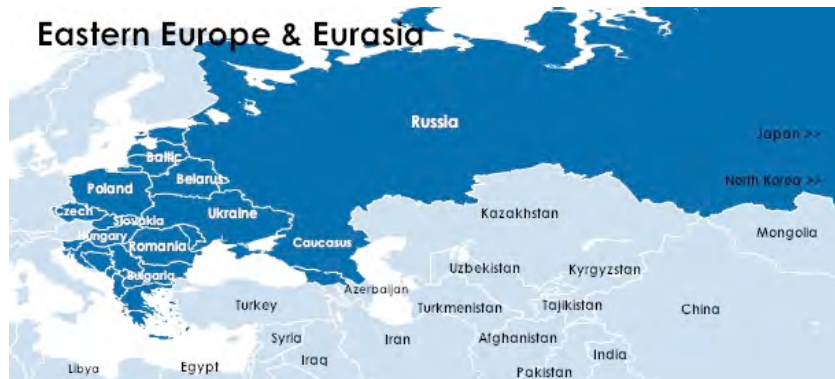 Eastern Europe & Eurasia
Russia
Japan >>
Baltic
North Korea >>
Belarus
Poland
Czech
Slovakia
Ukraine
Kazakhstan
Hungary
Romania
Caucasus
Mongolia
Bulgaria
Uzbekistan
Kyrgyzstan
Azerbaijan
Turkey
Turkmenistan
Tajikistan
China
Syria
Iran
Afghanistan
Iraq
India
Libya
Egypt
Pakistan